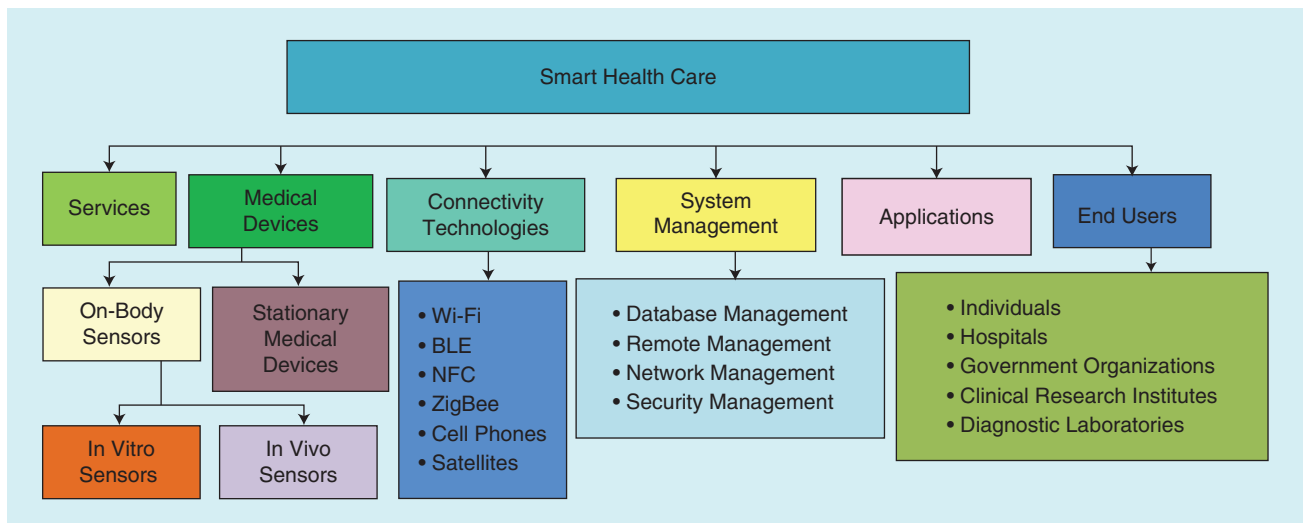 Smart Health Care
Services
Medical
Devices
Connectivity
Technologies
System
Management
Applications
End Users
On-Body
Sensors
Stationary
Medical
Devices
In Vitro
Sensors
In Vivo
Sensors
• Wi-Fi
• BLE
• NFC
• ZigBee
• Cell Phones
• Satellites
• Database Management
• Remote Management
• Network Management
• Security Management
• Individuals
• Hospitals
• Government Organizations
• Clinical Research Institutes
• Diagnostic Laboratories